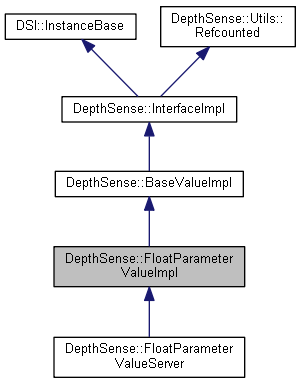 DSI::InstanceBase
DepthSense::Utils::
Refcounted
DepthSense::InterfaceImpl
DepthSense::BaseValueImpl
DepthSense::FloatParameter
ValueImpl
DepthSense::FloatParameter
ValueServer